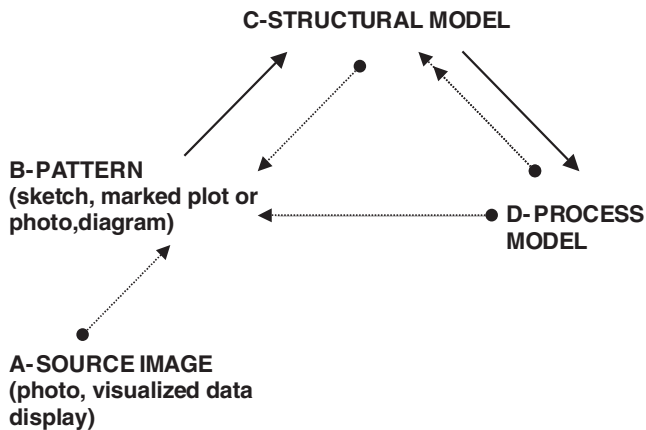 C-STRUCTURAL MODEL
B-PATTERN
(sketch, marked plot or
photo,diagram)
D-PROCESS
MODEL
A-SOURCE IMAGE
(photo, visualized data
display)